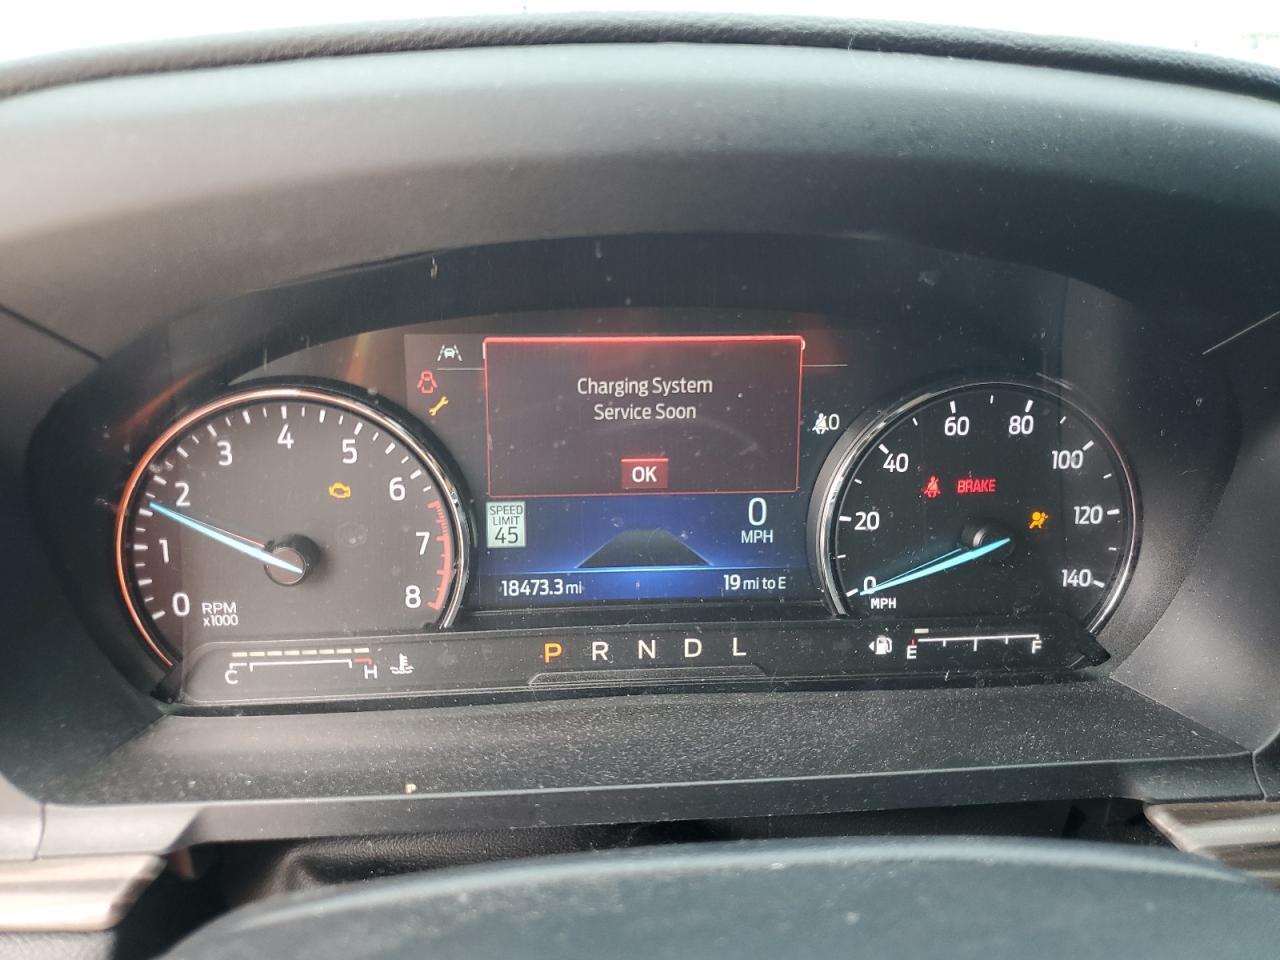 Charging System
Service Soon
OK
SPEED
LIMIT
45
0
MPH
18473.3 mi
19 mi to E
0
1
2
3
4
5
6
7
8
RPM
x1000
0
20
40
60
80
100
120
140
MPH
BRAKE
0
C
H
P R N D L
E
F